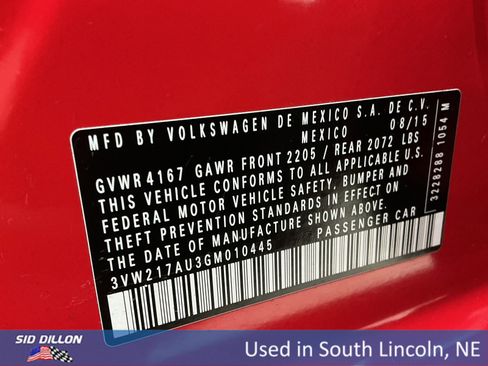 MFD BY VOLKSWAGEN DE MEXICO S.A. DE C.V.
MEXICO 08/15
GVWR 4167 GAWR FRONT 2205 / REAR 2072 LBS
THIS VEHICLE CONFORMS TO ALL APPLICABLE U.S.
FEDERAL MOTOR VEHICLE SAFETY, BUMPER AND
THEFT PREVENTION STANDARDS IN EFFECT ON
THE DATE OF MANUFACTURE SHOWN ABOVE.
3VW217AU3GM010445 PASSENGER CAR
3228288 1054 M
SID DILLON
Used in South Lincoln, NE